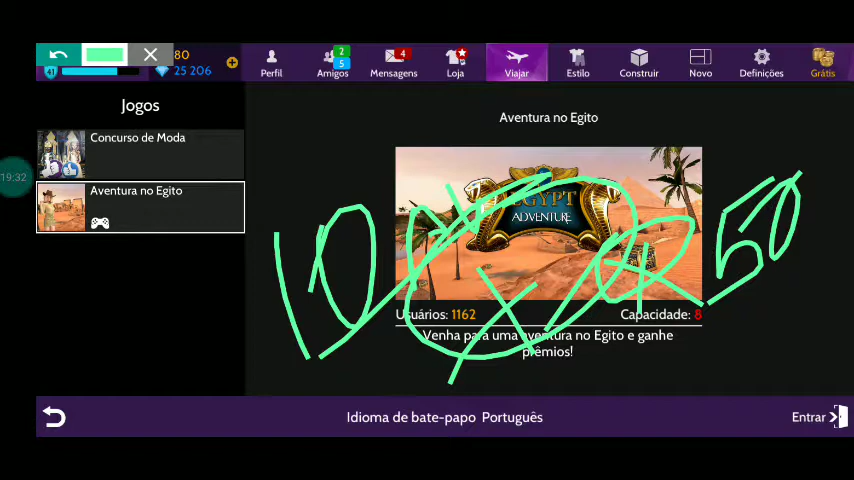 80
41
25 206
Perfil
2
5
Amigos
4
Mensagens
Loja
Viajar
Estilo
Construir
Novo
Definições
Grátis
Jogos
Concurso de Moda
Aventura no Egito
19:32
Aventura no Egito
EGYPT
ADVENTURE
50
Usuários: 1162
Capacidade: 8
Venha para uma aventura no Egito e ganhe
prêmios!
Idioma de bate-papo Português
Entrar